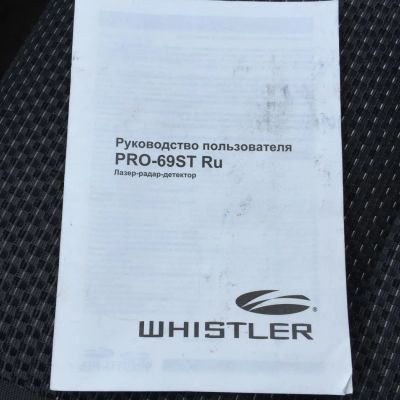 Руководство пользователя
PRO-69ST Ru
Лазер-радар-детектор
WHISTLER®